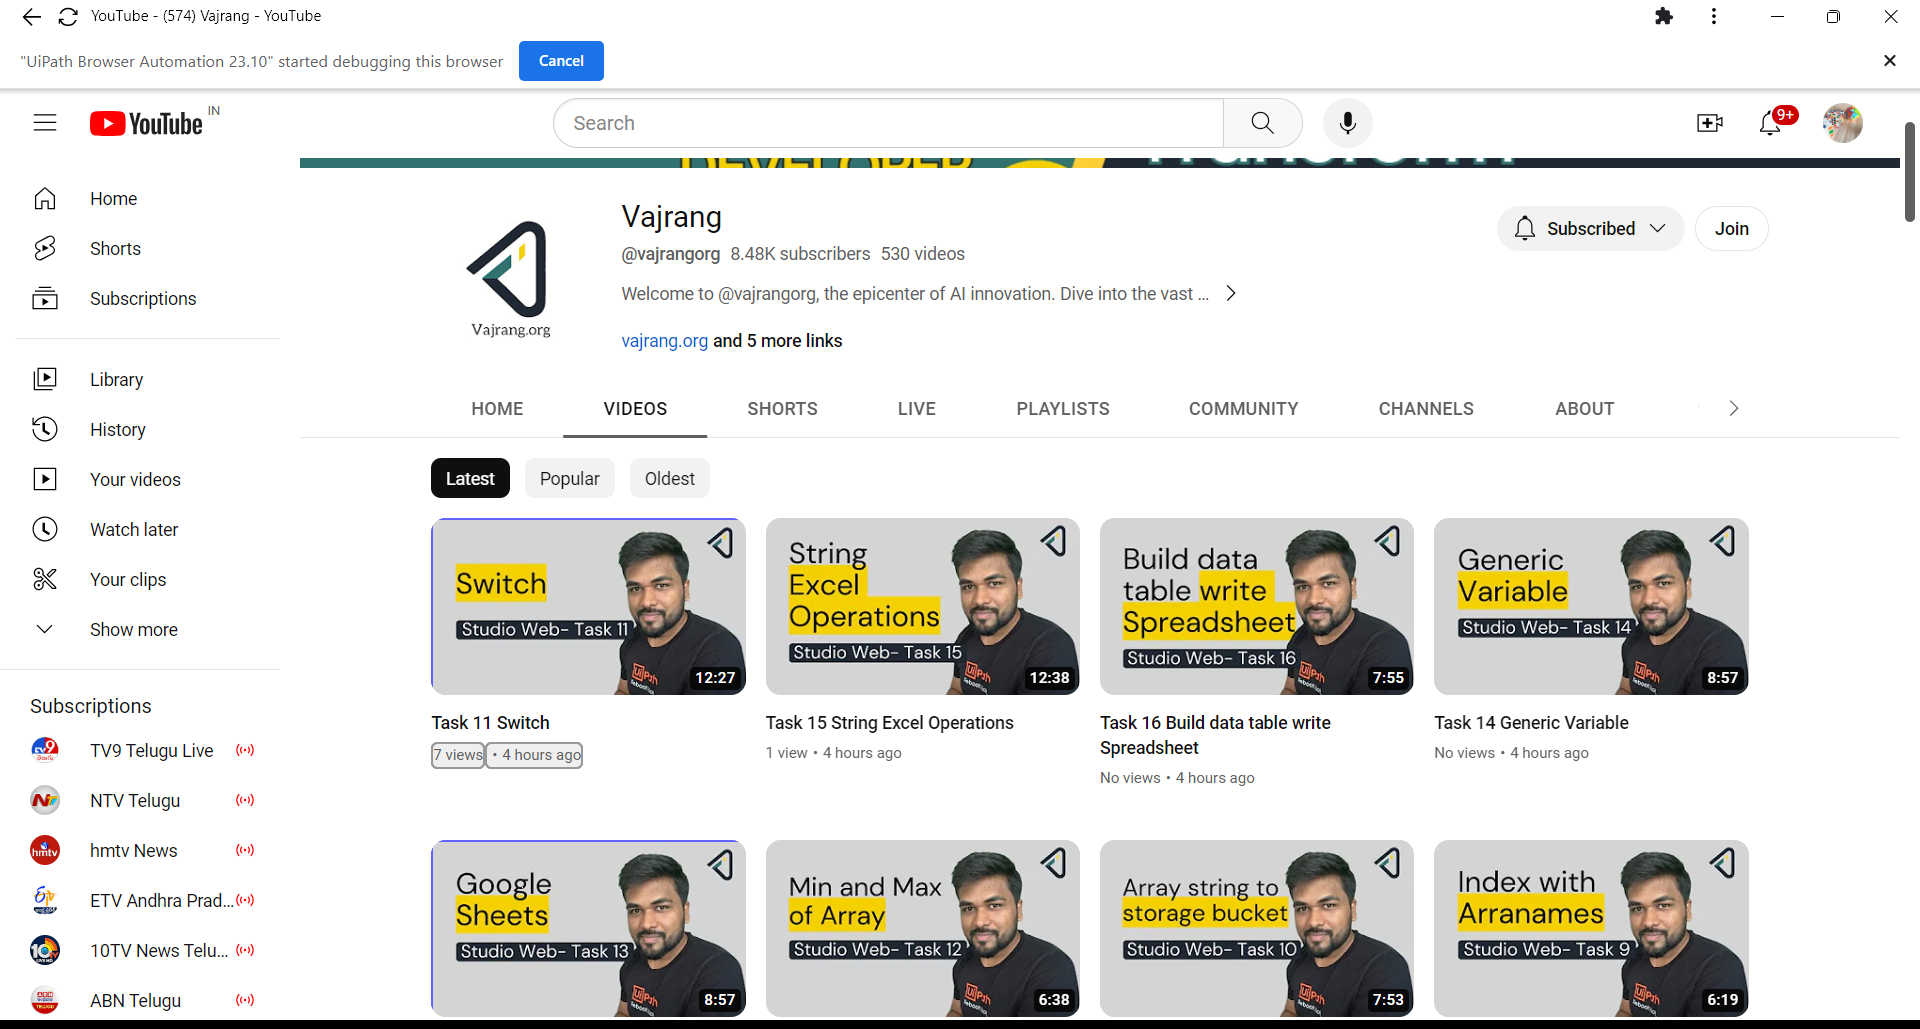 YouTube - (574) Vajrang - YouTube
"UiPath Browser Automation 23.10" started debugging this browser
Cancel
YouTube IN
Search
9+
Home
Shorts
Subscriptions
Library
History
Your videos
Watch later
Your clips
Show more
Subscriptions
TV9 Telugu Live
NTV Telugu
hmtv News
ETV Andhra Prad...
10TV News Telu...
ABN Telugu
DEVELOPER
Vajrang.org
Vajrang
@vajrangorg 8.48K subscribers 530 videos
Welcome to @vajrangorg, the epicenter of AI innovation. Dive into the vast ...
vajrang.org and 5 more links
Subscribed
Join
HOME
VIDEOS
SHORTS
LIVE
PLAYLISTS
COMMUNITY
CHANNELS
ABOUT
Latest
Popular
Oldest
Switch
Studio Web- Task 11
UiPath
12:27
Task 11 Switch
7 views • 4 hours ago
String
Excel
Operations
Studio Web- Task 15
UiPath
12:38
Task 15 String Excel Operations
1 view • 4 hours ago
Build data
table write
Spreadsheet
Studio Web- Task 16
UiPath
7:55
Task 16 Build data table write
Spreadsheet
No views • 4 hours ago
Generic
Variable
Studio Web- Task 14
UiPath
8:57
Task 14 Generic Variable
No views • 4 hours ago
Google
Sheets
Studio Web- Task 13
UiPath
8:57
Min and Max
of Array
Studio Web- Task 12
UiPath
6:38
Array string to
storage bucket
Studio Web- Task 10
UiPath
7:53
Index with
Arranames
Studio Web- Task 9
UiPath
6:19